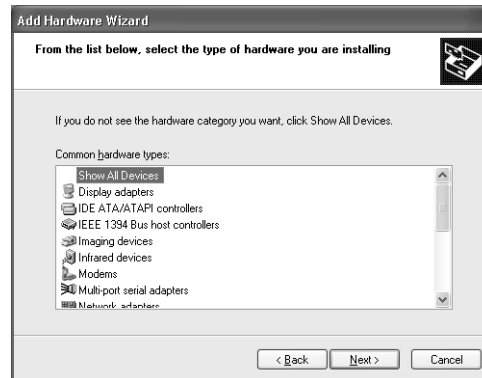 Add Hardware Wizard
From the list below, select the type of hardware you are installing
If you do not see the hardware category you want, click Show All Devices.
Common hardware types:
Show All Devices
Display adapters
IDE ATA/ATAPI controllers
IEEE 1394 Bus host controllers
Imaging devices
Infrared devices
Modems
Multi-port serial adapters
Network adapters
< Back
Next >
Cancel